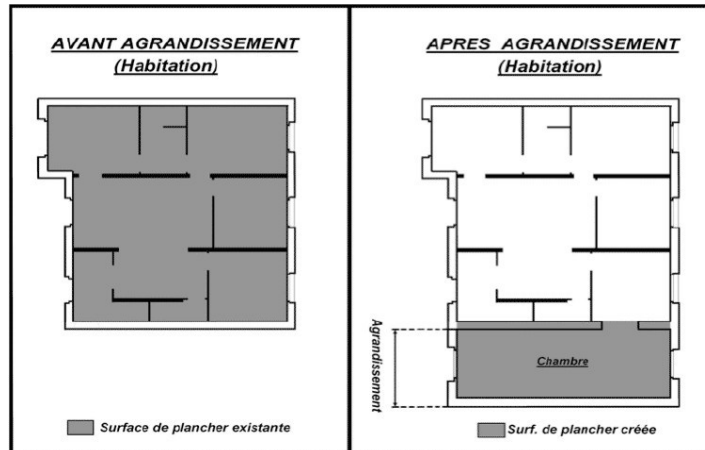 AVANT AGRANDISSEMENT
(Habitation)
Surface de plancher existante
APRES AGRANDISSEMENT
(Habitation)
Agrandissement
Chambre
Surf. de plancher créée